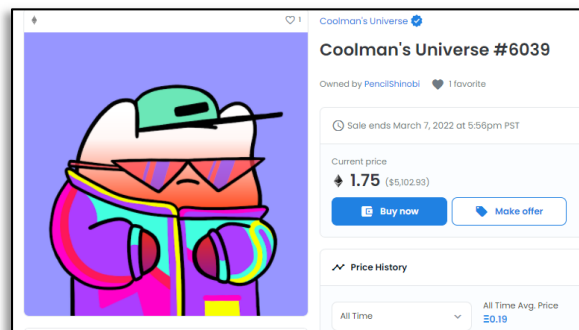 1
Coolman's Universe
Coolman's Universe #6039
Owned by PencilShinobi 1 favorite
Sale ends March 7, 2022 at 5:56pm PST
Current price
1.75 ($5,102.93)
Buy now Make offer
Price History
All Time
All Time Avg. Price
Ξ0.19